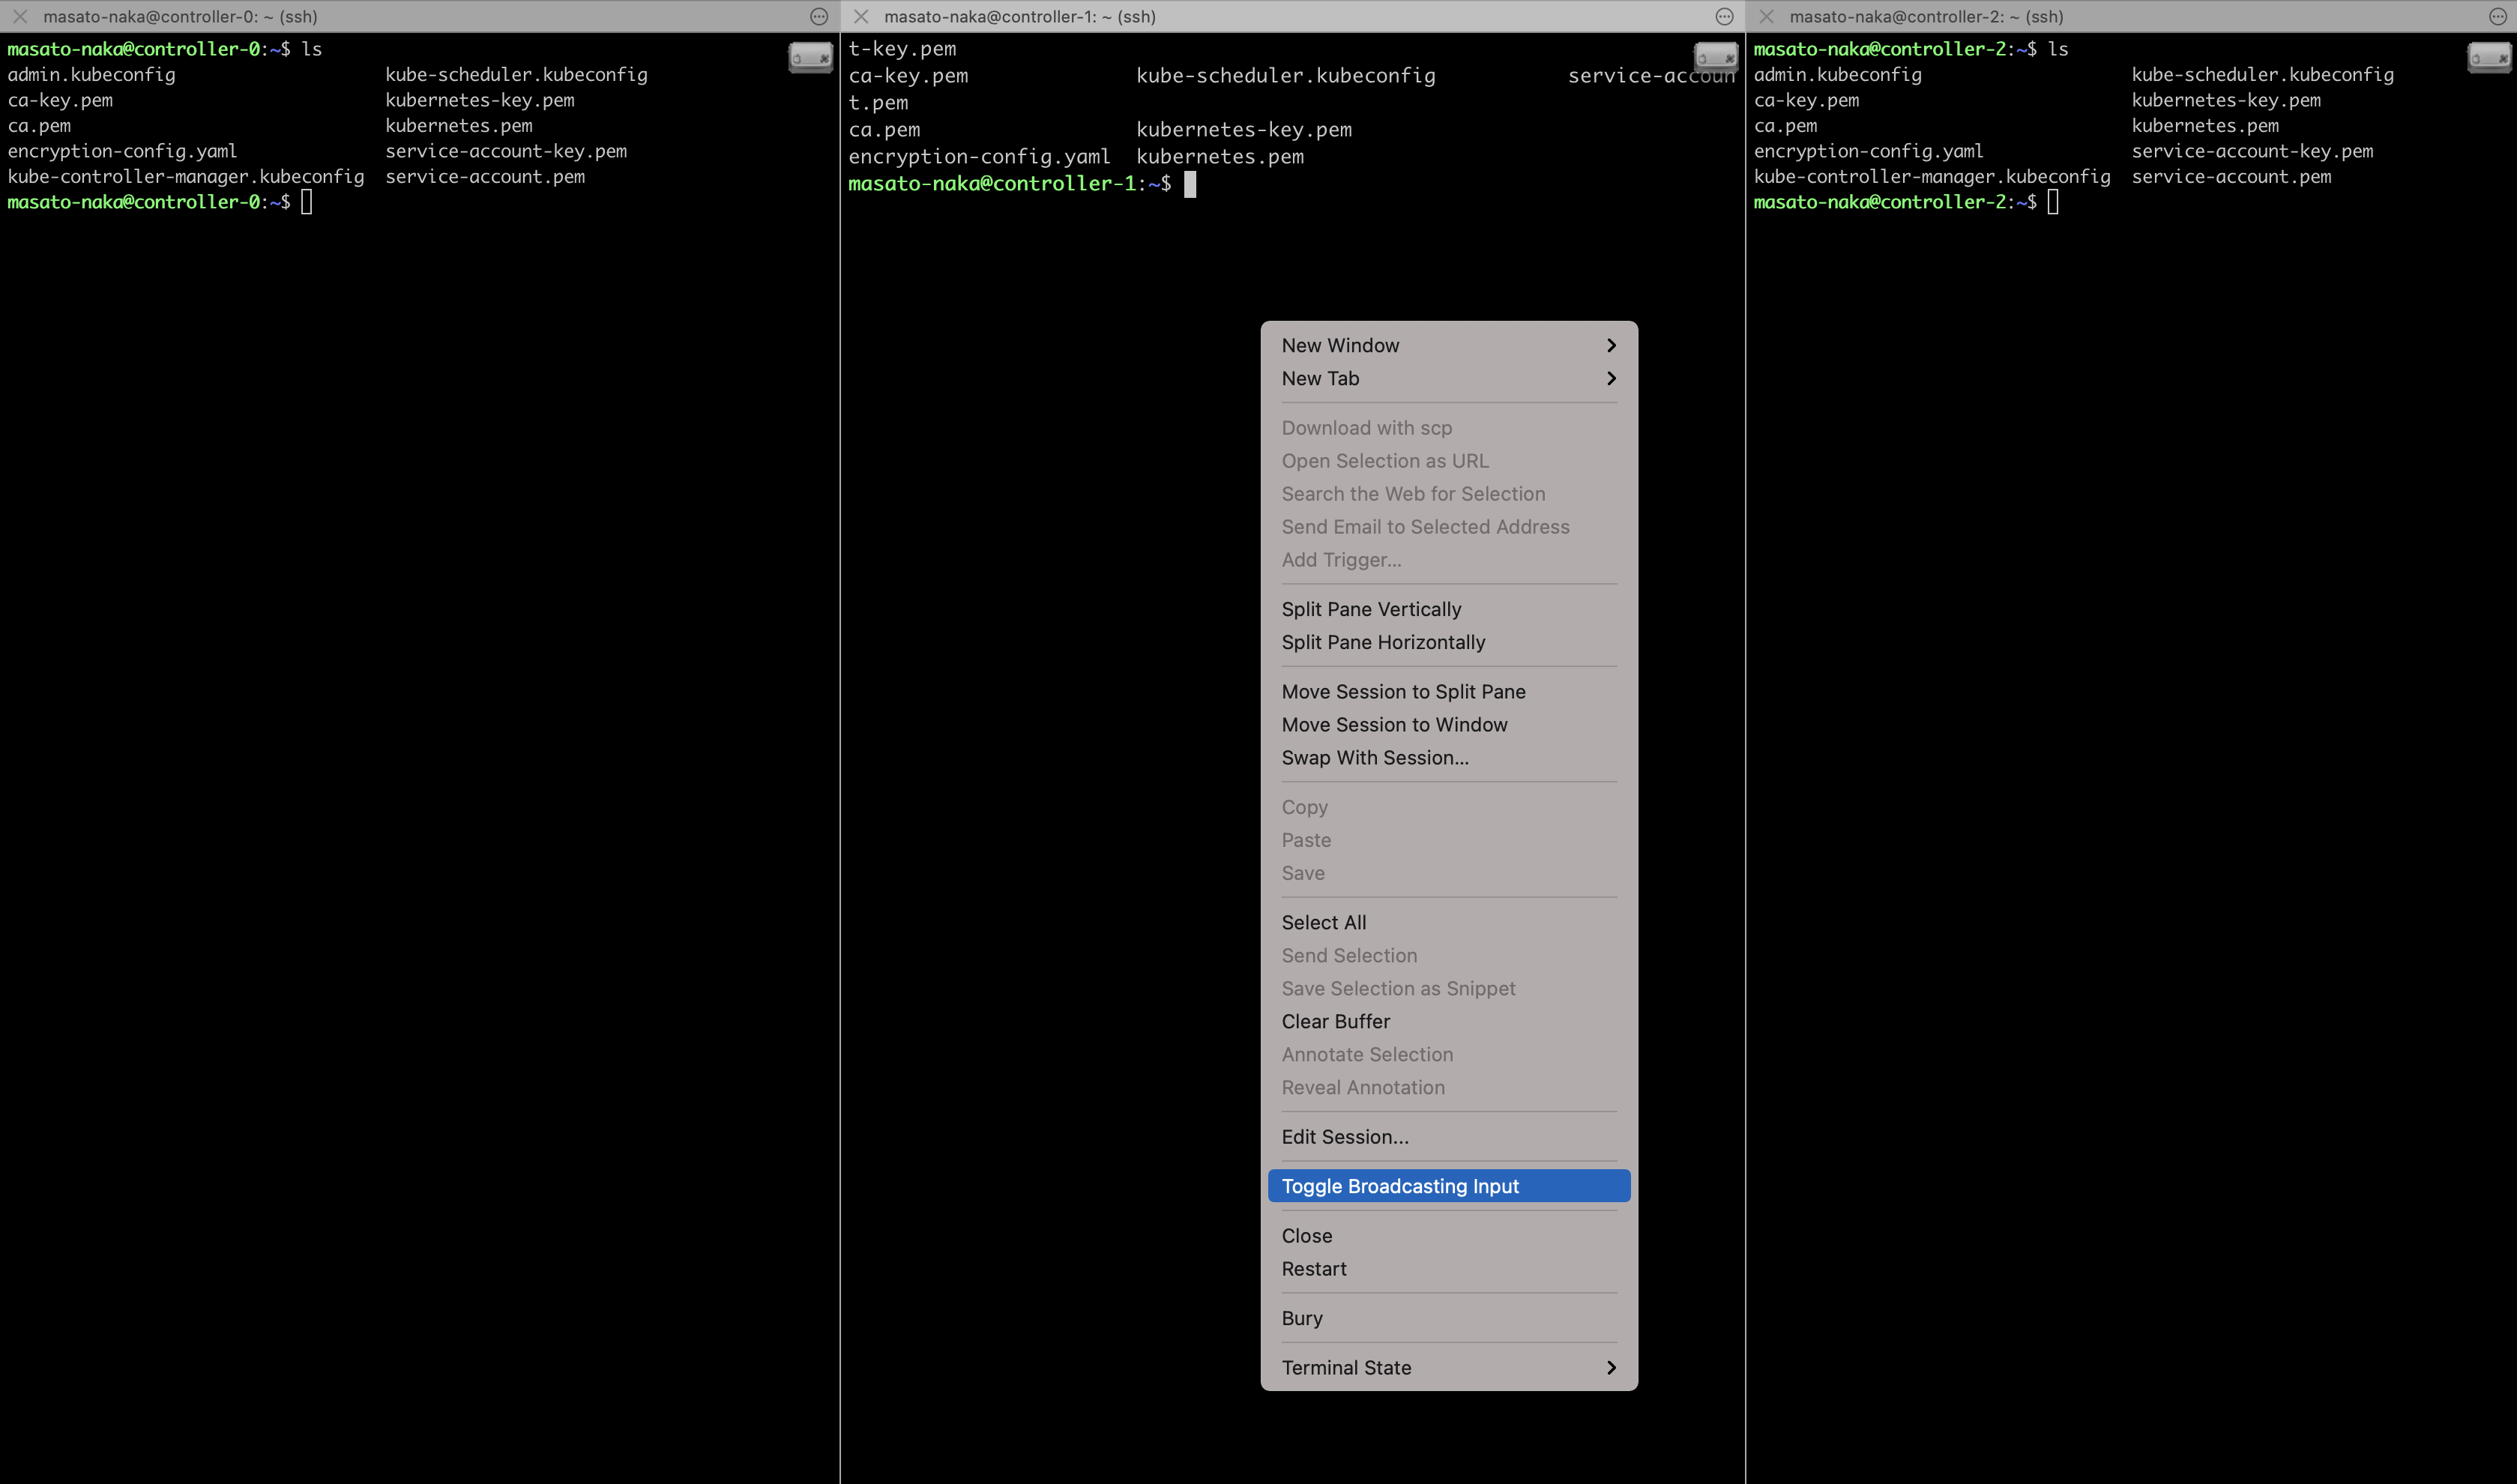 masato-naka@controller-0: ~ (ssh)
masato-naka@controller-0:~$ ls
admin.kubeconfig kube-scheduler.kubeconfig
ca-key.pem kubernetes-key.pem
ca.pem kubernetes.pem
encryption-config.yaml service-account-key.pem
kube-controller-manager.kubeconfig service-account.pem
masato-naka@controller-0:~$
masato-naka@controller-1: ~ (ssh)
t-key.pem
ca-key.pem kube-scheduler.kubeconfig service-accoun
t.pem
ca.pem kubernetes-key.pem
encryption-config.yaml kubernetes.pem
masato-naka@controller-1:~$
New Window
New Tab
Download with scp
Open Selection as URL
Search the Web for Selection
Send Email to Selected Address
Add Trigger...
Split Pane Vertically
Split Pane Horizontally
Move Session to Split Pane
Move Session to Window
Swap With Session...
Copy
Paste
Save
Select All
Send Selection
Save Selection as Snippet
Clear Buffer
Annotate Selection
Reveal Annotation
Edit Session...
Toggle Broadcasting Input
Close
Restart
Bury
Terminal State
masato-naka@controller-2: ~ (ssh)
masato-naka@controller-2:~$ ls
admin.kubeconfig kube-scheduler.kubeconfig
ca-key.pem kubernetes-key.pem
ca.pem kubernetes.pem
encryption-config.yaml service-account-key.pem
kube-controller-manager.kubeconfig service-account.pem
masato-naka@controller-2:~$